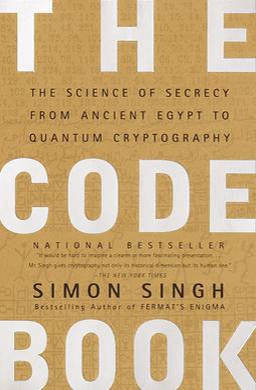 THE
THE SCIENCE OF SECRECY
FROM ANCIENT EGYPT TO
QUANTUM CRYPTOGRAPHY
CODE
NATIONAL BESTSELLER
"It would be hard to imagine a clearer or more fascinating presentation. . . .
Mr. Singh gives cryptography not only its historical dimension but its human one."
—THE NEW YORK TIMES
SIMON SINGH
Bestselling Author of FERMAT'S ENIGMA
BOOK